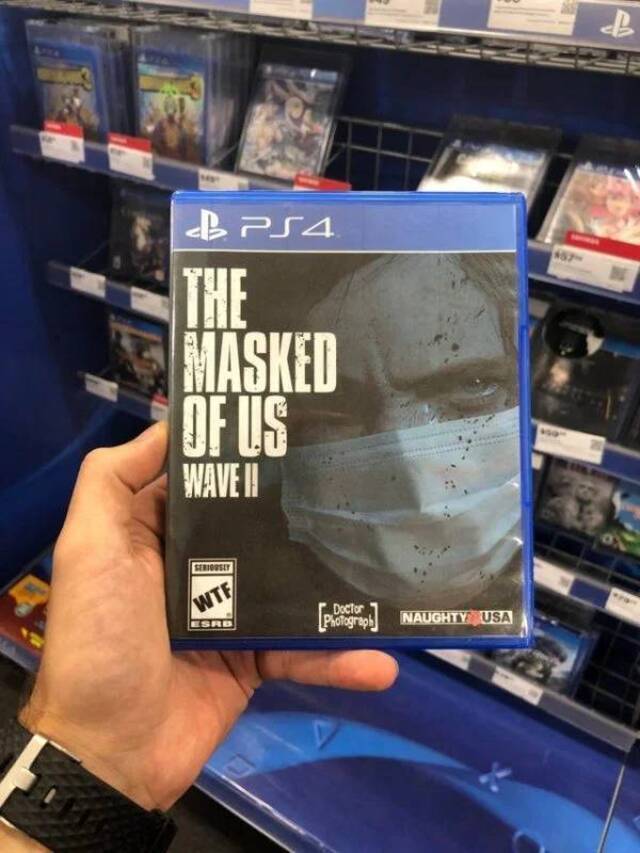 PS4
THE
MASKED
OF US
WAVE II
SERIOUSLY
WTF
ESRB
Doctor
Photograph
NAUGHTY USA